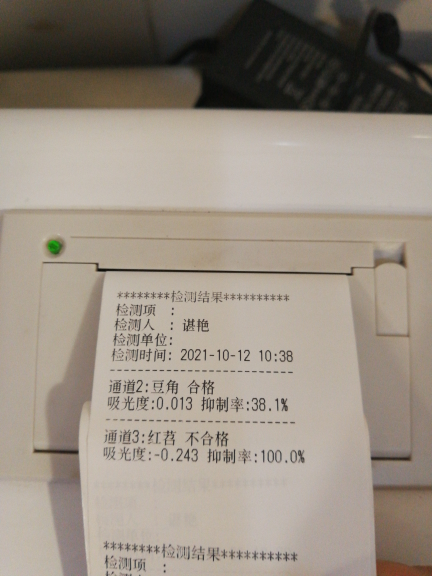 ********检测结果**********
检测项 :
检测人 : 谌艳
检测单位:
检测时间: 2021-10-12 10:38
------------------------
通道2:豆角 合格
吸光度:0.013 抑制率:38.1%
------------------------
通道3:红苕 不合格
吸光度:-0.243 抑制率:100.0%
********检测结果**********
检测项 :